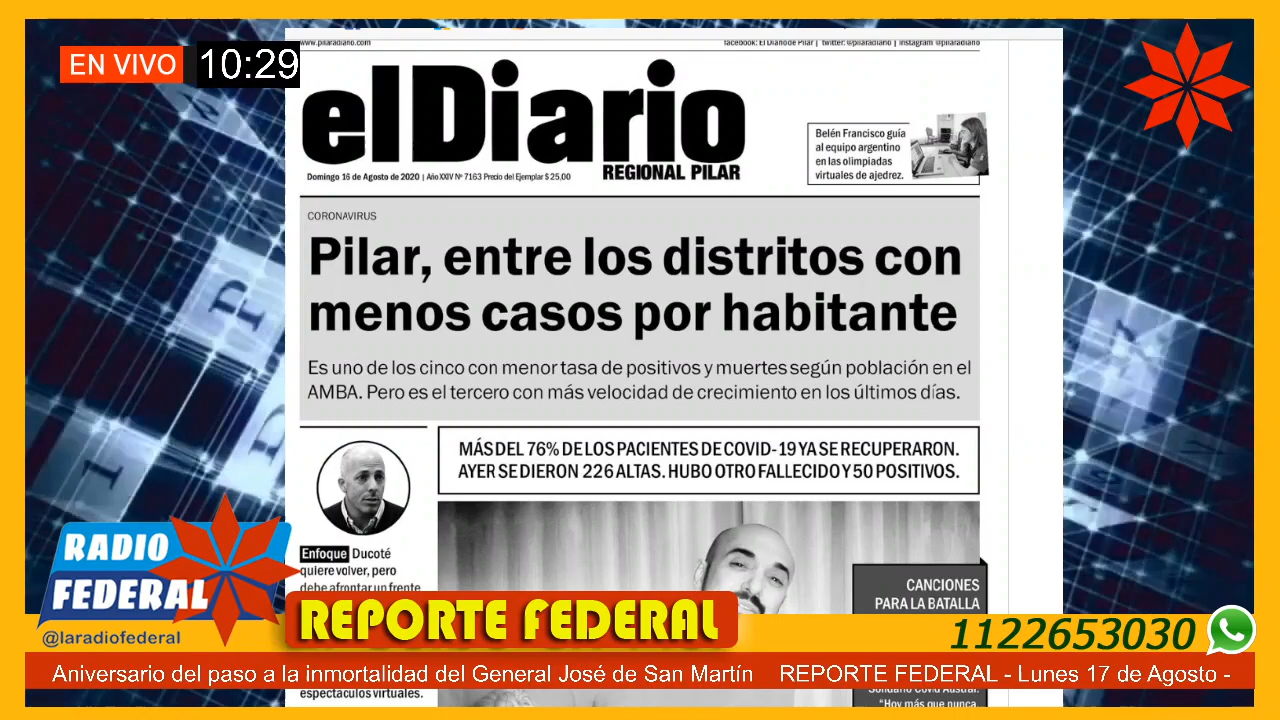 EN VIVO
10:29
www.pilaradiario.com
facebook: El Diario de Pilar | twitter: @pilaradiario | instagram @pilaradiario
elDiario
REGIONAL PILAR
Domingo 16 de Agosto de 2020 | Año XXIV Nº 7163 Precio del Ejemplar $ 25,00
Belén Francisco guía
al equipo argentino
en las olimpiadas
virtuales de ajedrez.
CORONAVIRUS
Pilar, entre los distritos con
menos casos por habitante
Es uno de los cinco con menor tasa de positivos y muertes según población en el
AMBA. Pero es el tercero con más velocidad de crecimiento en los últimos días.
MÁS DEL 76% DE LOS PACIENTES DE COVID-19 YA SE RECUPERARON.
AYER SE DIERON 226 ALTAS. HUBO OTRO FALLECIDO Y 50 POSITIVOS.
Enfoque Ducoté
quiere volver, pero
debe afrontar un frente
CANCIONES
PARA LA BATALLA
RADIO
FEDERAL
@laradiofederal
REPORTE FEDERAL
1122653030
Aniversario del paso a la inmortalidad del General José de San Martín REPORTE FEDERAL - Lunes 17 de Agosto -
espectáculos virtuales.
Solidario Covid Austral.
"Hoy más que nunca,